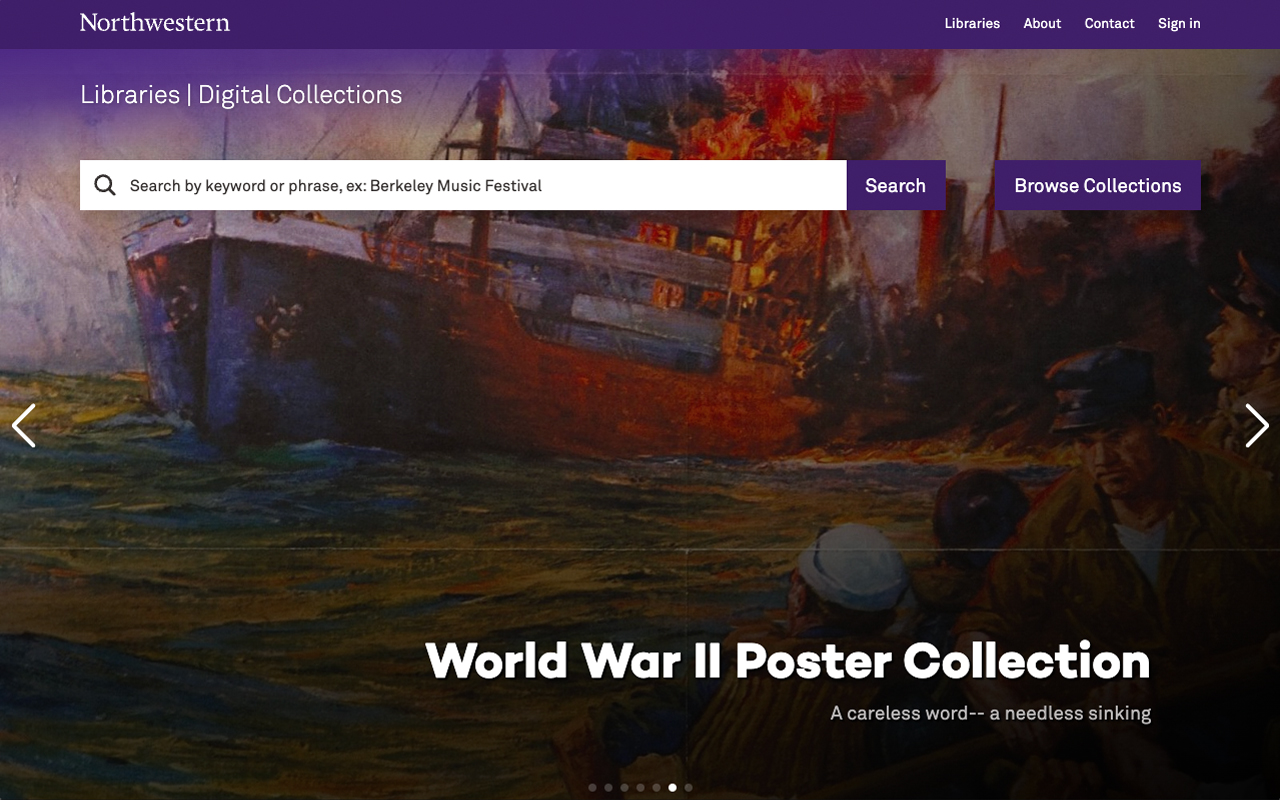 Northwestern
Libraries About Contact Sign in
Libraries | Digital Collections
Search by keyword or phrase, ex: Berkeley Music Festival
Search
Browse Collections
World War II Poster Collection
A careless word-- a needless sinking